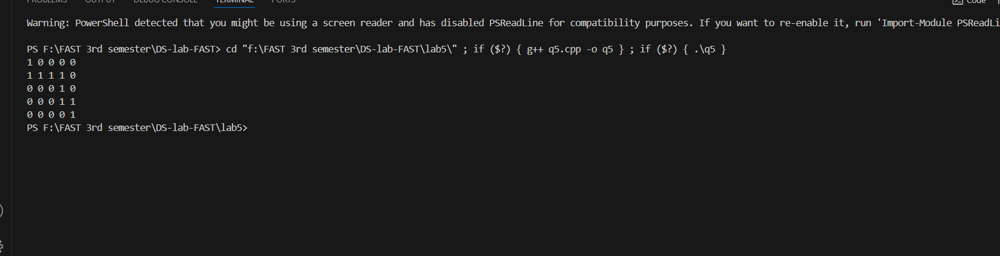 PROBLEMS OUTPUT DEBUG CONSOLE TERMINAL PORTS Code
Warning: PowerShell detected that you might be using a screen reader and has disabled PSReadLine for compatibility purposes. If you want to re-enable it, run 'Import-Module PSReadLi
PS F:\FAST 3rd semester\DS-lab-FAST> cd "f:\FAST 3rd semester\DS-lab-FAST\lab5\" ; if ($?) { g++ q5.cpp -o q5 } ; if ($?) { .\q5 }
1 0 0 0 0
1 1 1 1 0
0 0 0 1 0
0 0 0 1 1
0 0 0 0 1
PS F:\FAST 3rd semester\DS-lab-FAST\lab5>